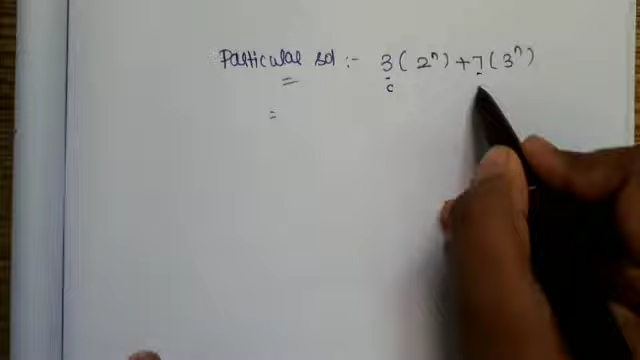 Particular sol :- 3 ( 2ⁿ ) + 7 ( 3ⁿ )
c
=